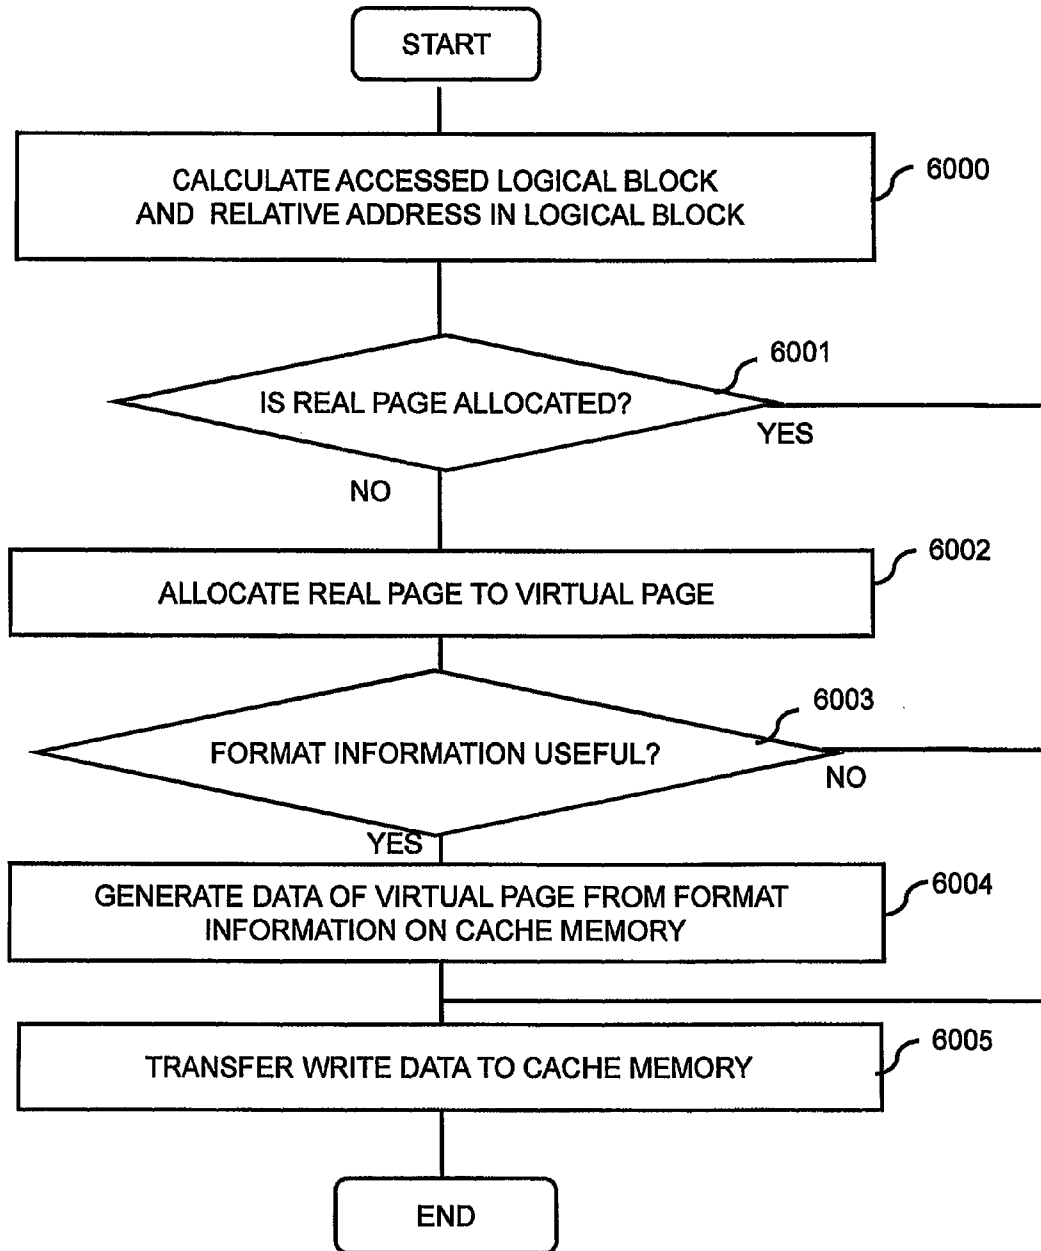 START
CALCULATE ACCESSED LOGICAL BLOCK
AND RELATIVE ADDRESS IN LOGICAL BLOCK
6000
IS REAL PAGE ALLOCATED?
6001
YES
NO
ALLOCATE REAL PAGE TO VIRTUAL PAGE
6002
FORMAT INFORMATION USEFUL?
6003
NO
YES
GENERATE DATA OF VIRTUAL PAGE FROM FORMAT
INFORMATION ON CACHE MEMORY
6004
TRANSFER WRITE DATA TO CACHE MEMORY
6005
END